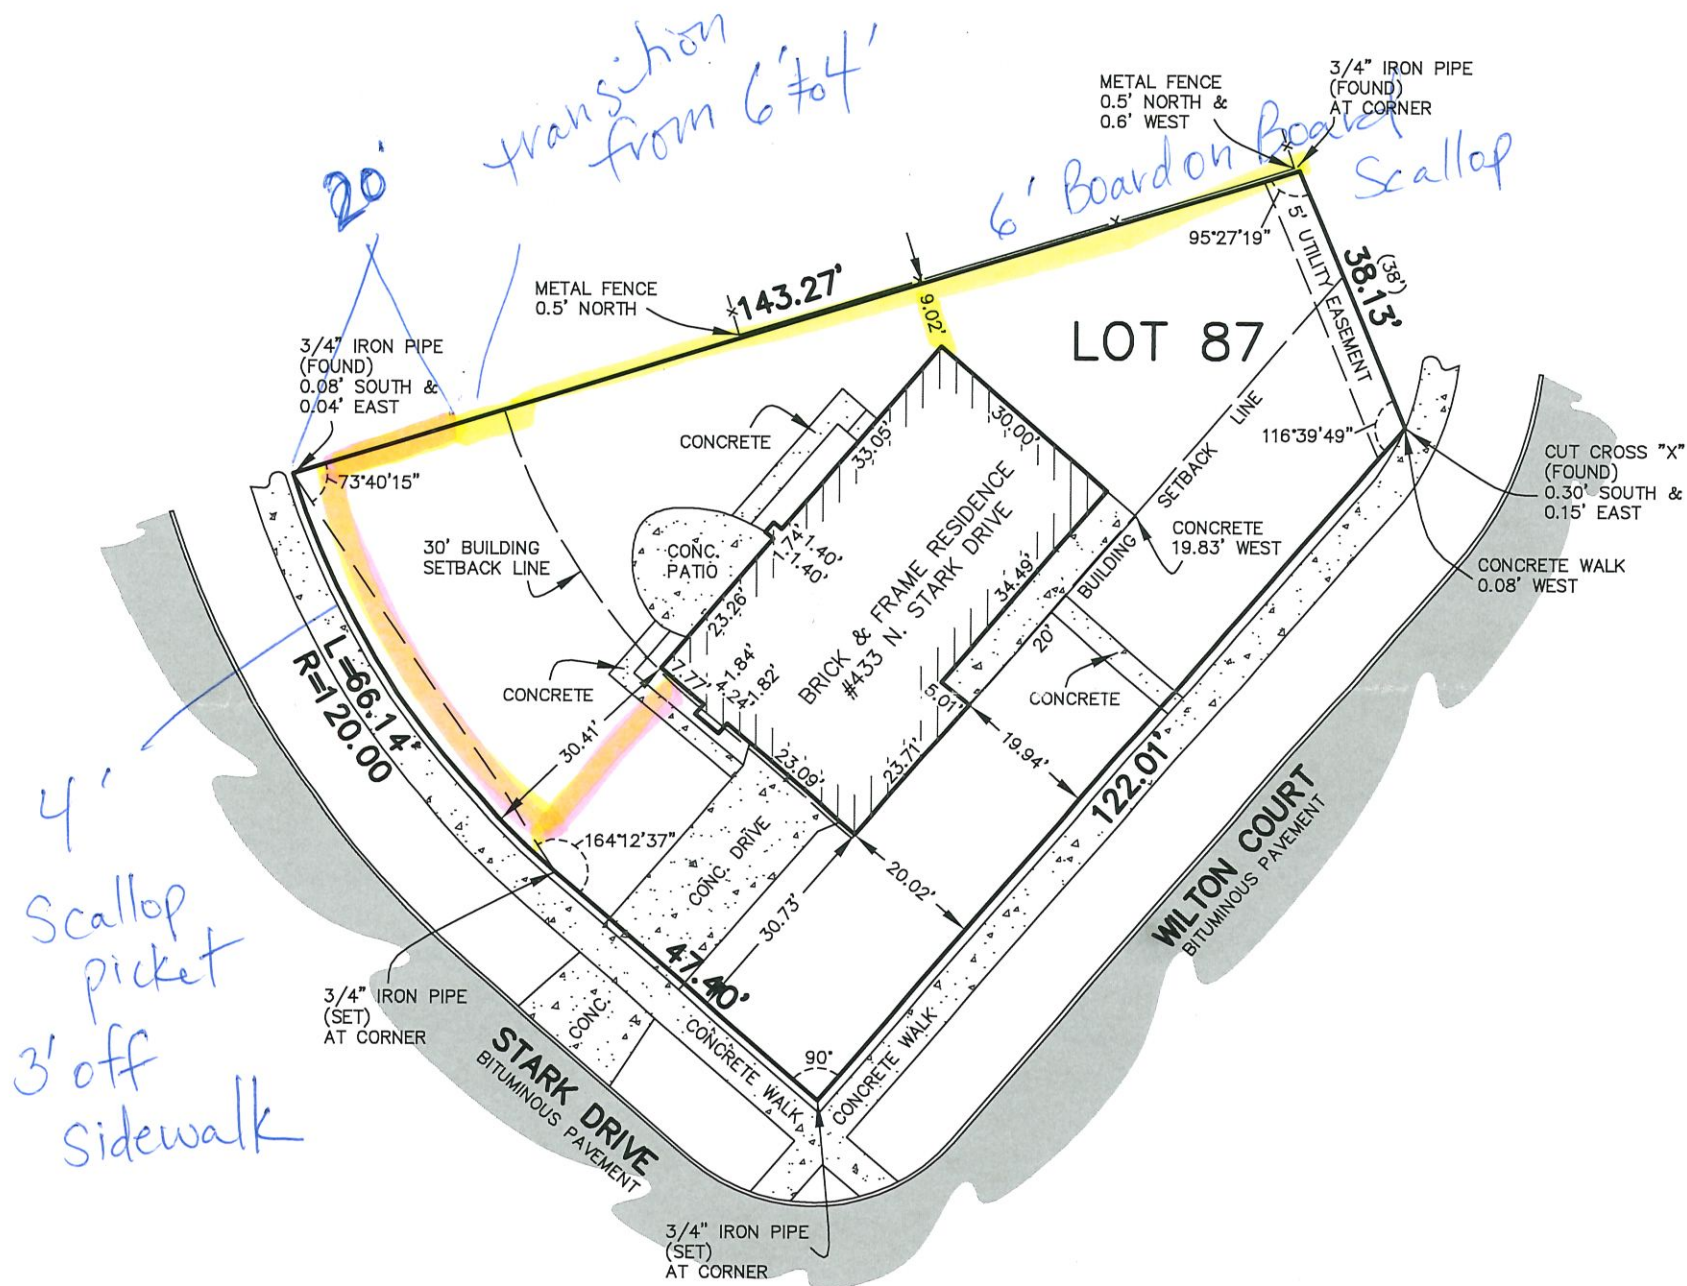 transition
from 6' to 4'
20'
METAL FENCE
0.5' NORTH &
0.6' WEST
3/4" IRON PIPE
(FOUND)
AT CORNER
6' Board on Board
Scallop
95°27'19"
5' UTILITY EASEMENT
(38')
38.13'
METAL FENCE
0.5' NORTH
143.27'
9.02'
LOT 87
3/4" IRON PIPE
(FOUND)
0.08' SOUTH &
0.04' EAST
73°40'15"
CONCRETE
33.05'
30.00'
116°39'49"
CUT CROSS "X"
(FOUND)
0.30' SOUTH &
0.15' EAST
30' BUILDING
SETBACK LINE
CONC.
PATIO
1.74'
1.40'
1.40'
BRICK & FRAME RESIDENCE
#433 N. STARK DRIVE
BUILDING SETBACK LINE
20'
CONCRETE
19.83' WEST
CONCRETE WALK
0.08' WEST
23.26'
34.49'
L=66.14'
R=120.00
CONCRETE
7.77'
1.84'
4.24'
1.82'
5.01'
CONCRETE
30.41'
23.09'
23.71'
19.94'
122.01'
4'
Scallop
picket
3' off
sidewalk
164°12'37"
CONC. DRIVE
30.73'
20.02'
WILTON COURT
BITUMINOUS PAVEMENT
47.40'
3/4" IRON PIPE
(SET)
AT CORNER
CONC.
STARK DRIVE
BITUMINOUS PAVEMENT
CONCRETE WALK
90°
CONCRETE WALK
3/4" IRON PIPE
(SET)
AT CORNER